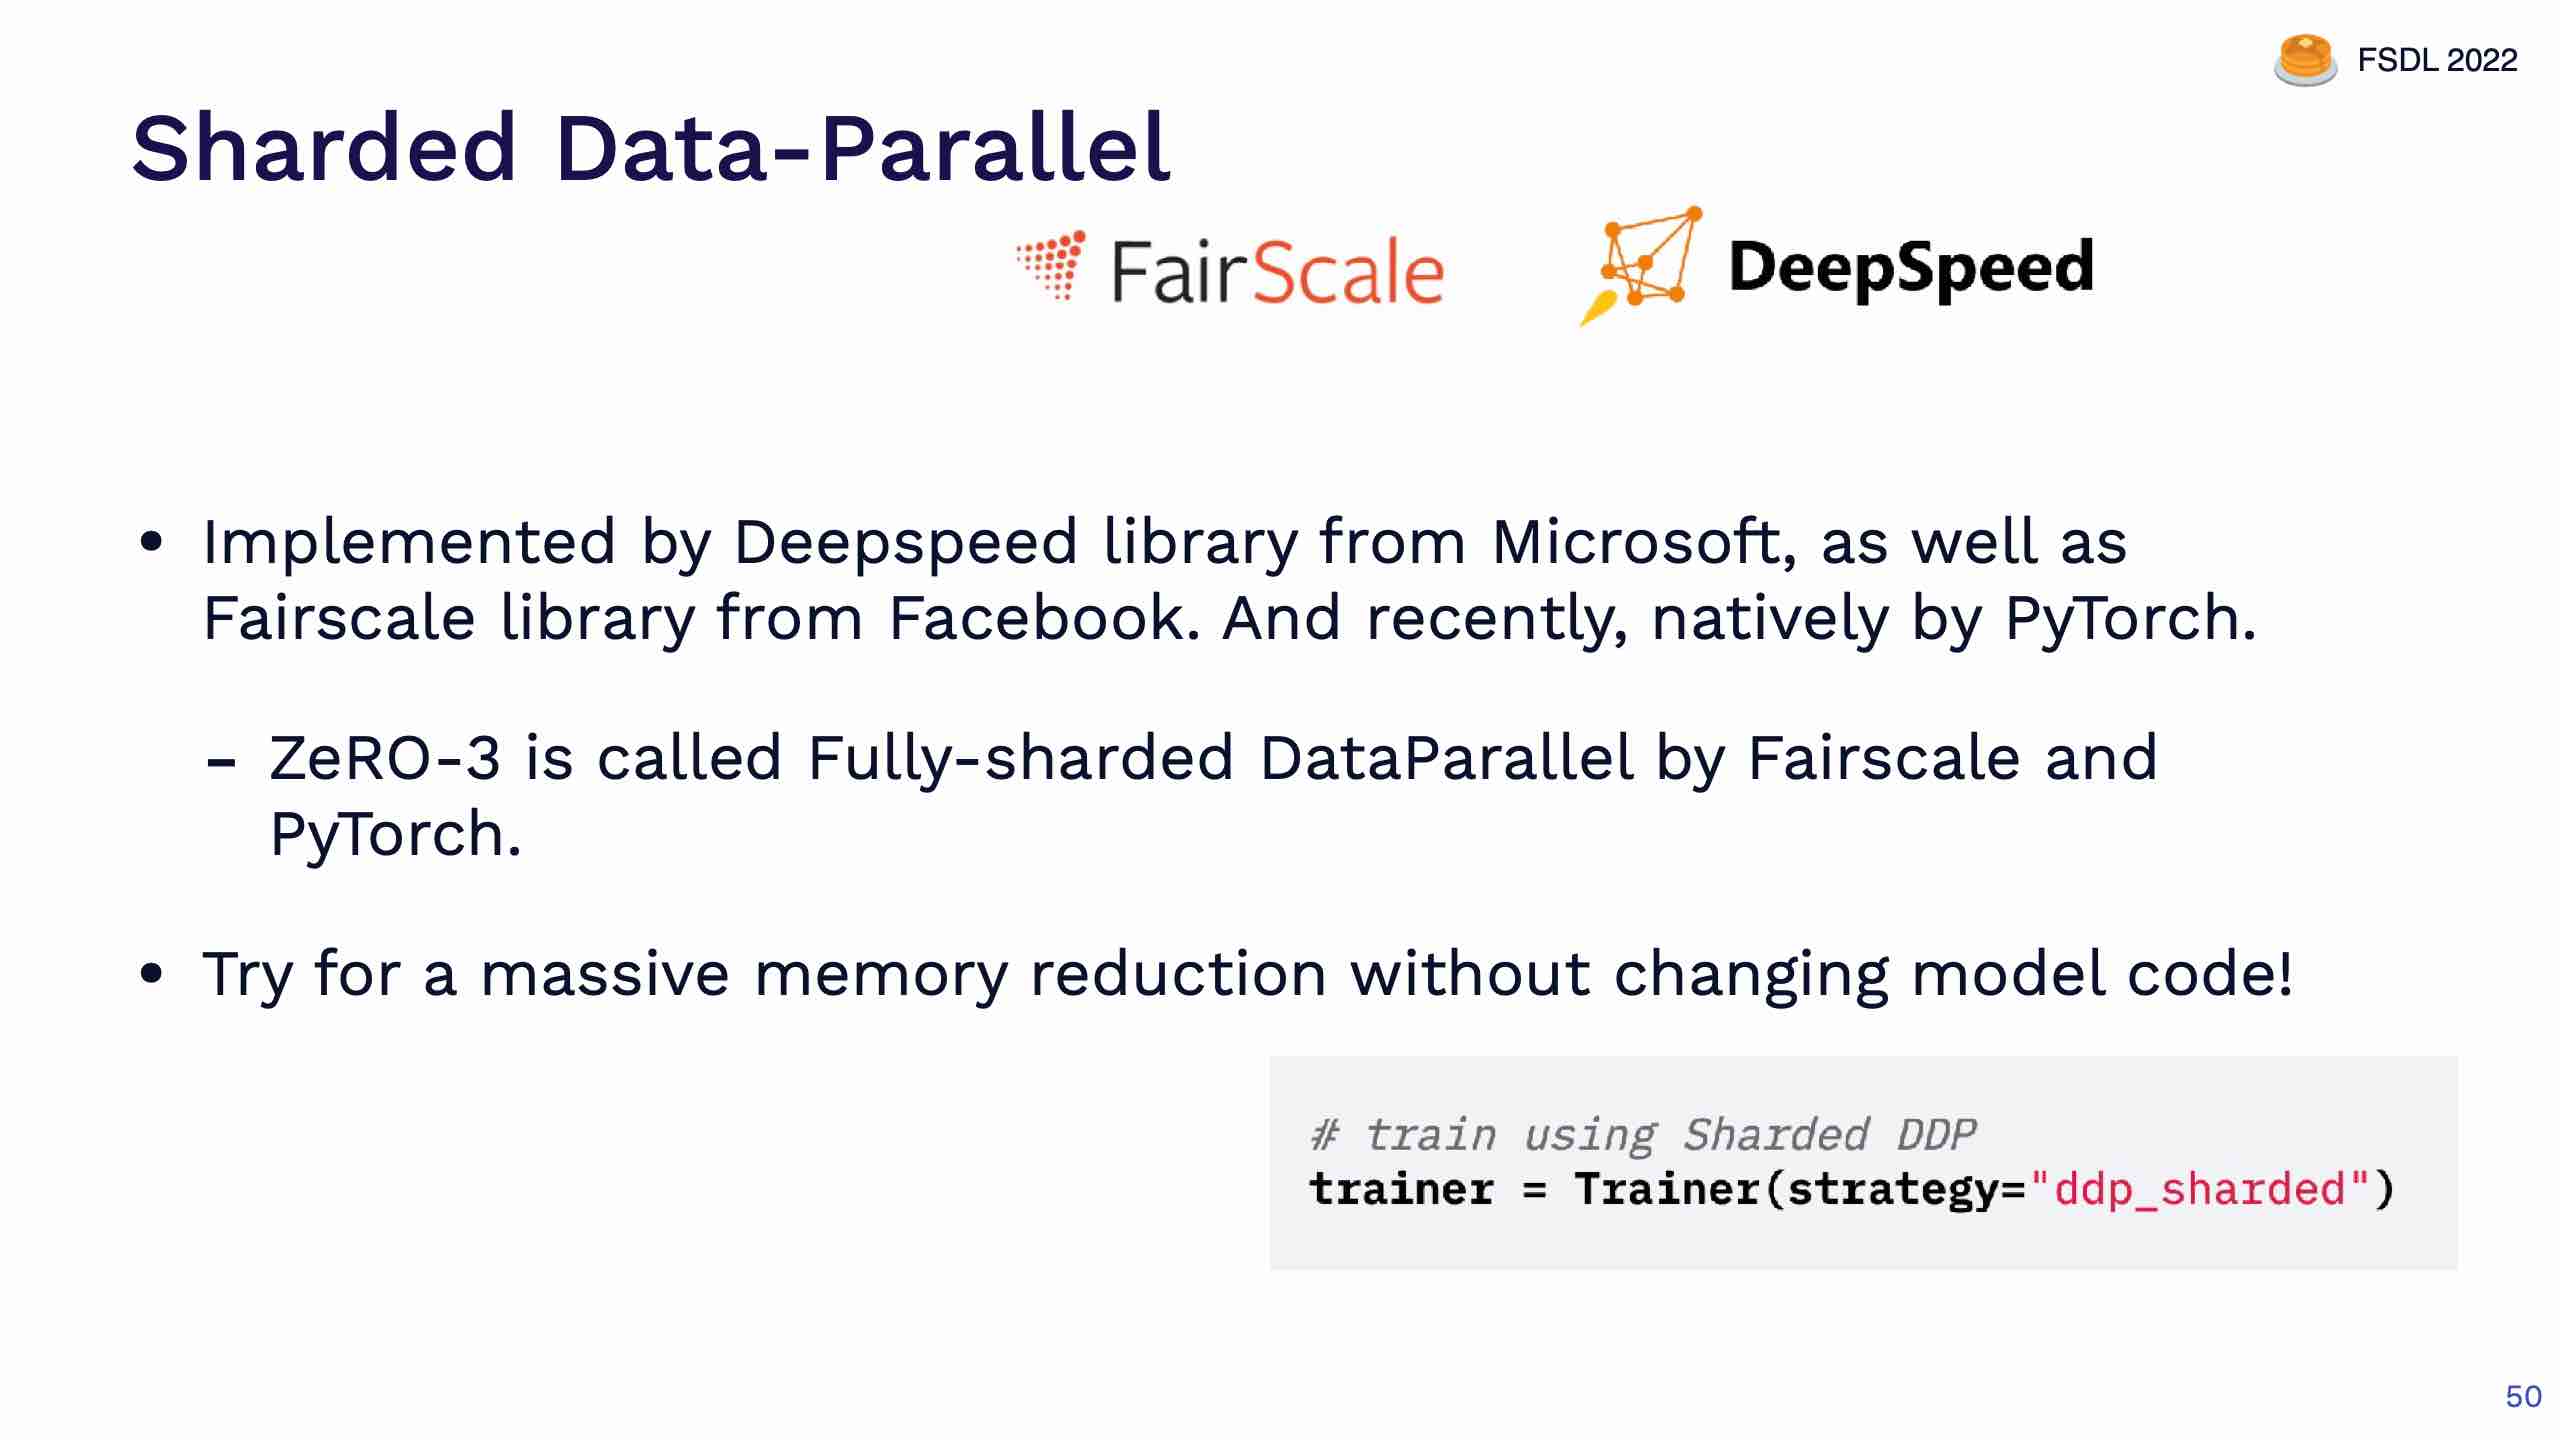 FSDL 2022
Sharded Data-Parallel
FairScale
DeepSpeed
• Implemented by Deepspeed library from Microsoft, as well as
Fairscale library from Facebook. And recently, natively by PyTorch.
- ZeRO-3 is called Fully-sharded DataParallel by Fairscale and
PyTorch.
• Try for a massive memory reduction without changing model code!
# train using Sharded DDP
trainer = Trainer(strategy="ddp_sharded")
50